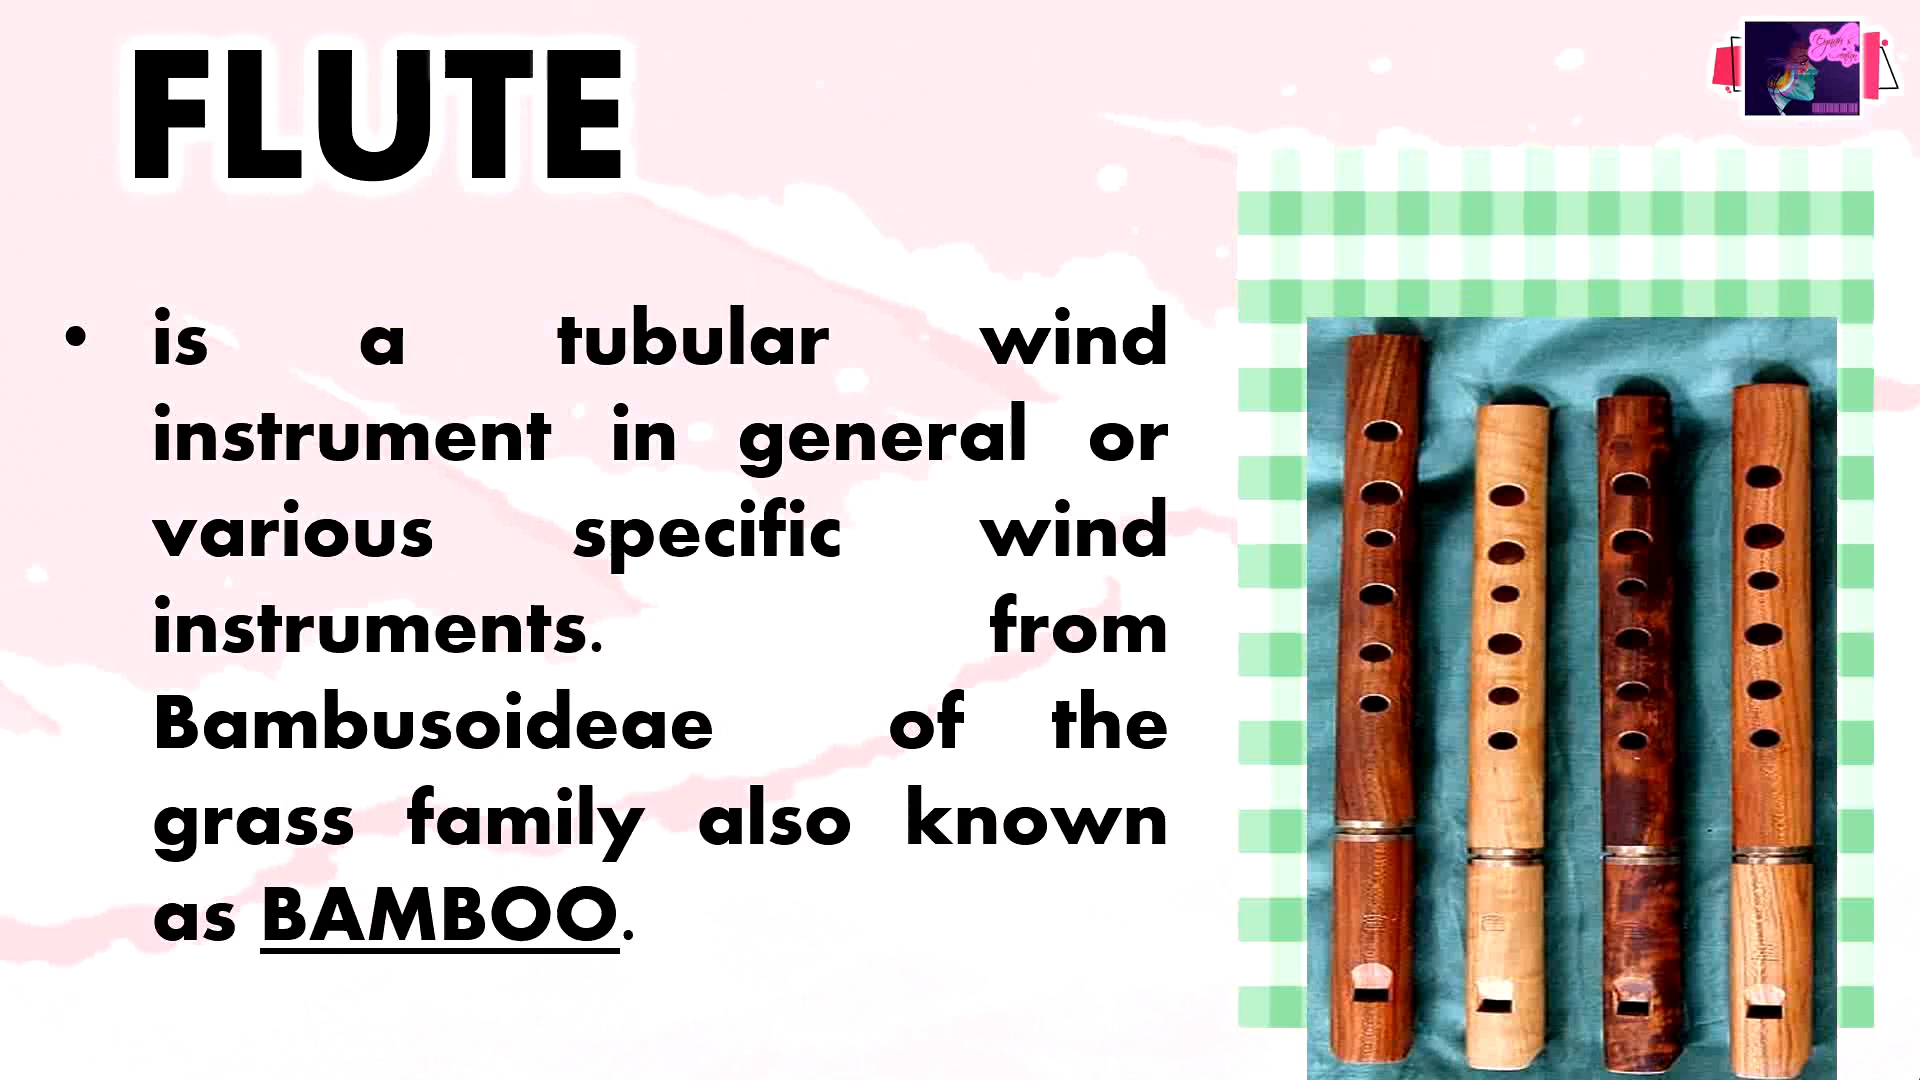 FLUTE
• is a tubular wind
instrument in general or
various specific wind
instruments. from
Bambusoideae of the
grass family also known
as BAMBOO.